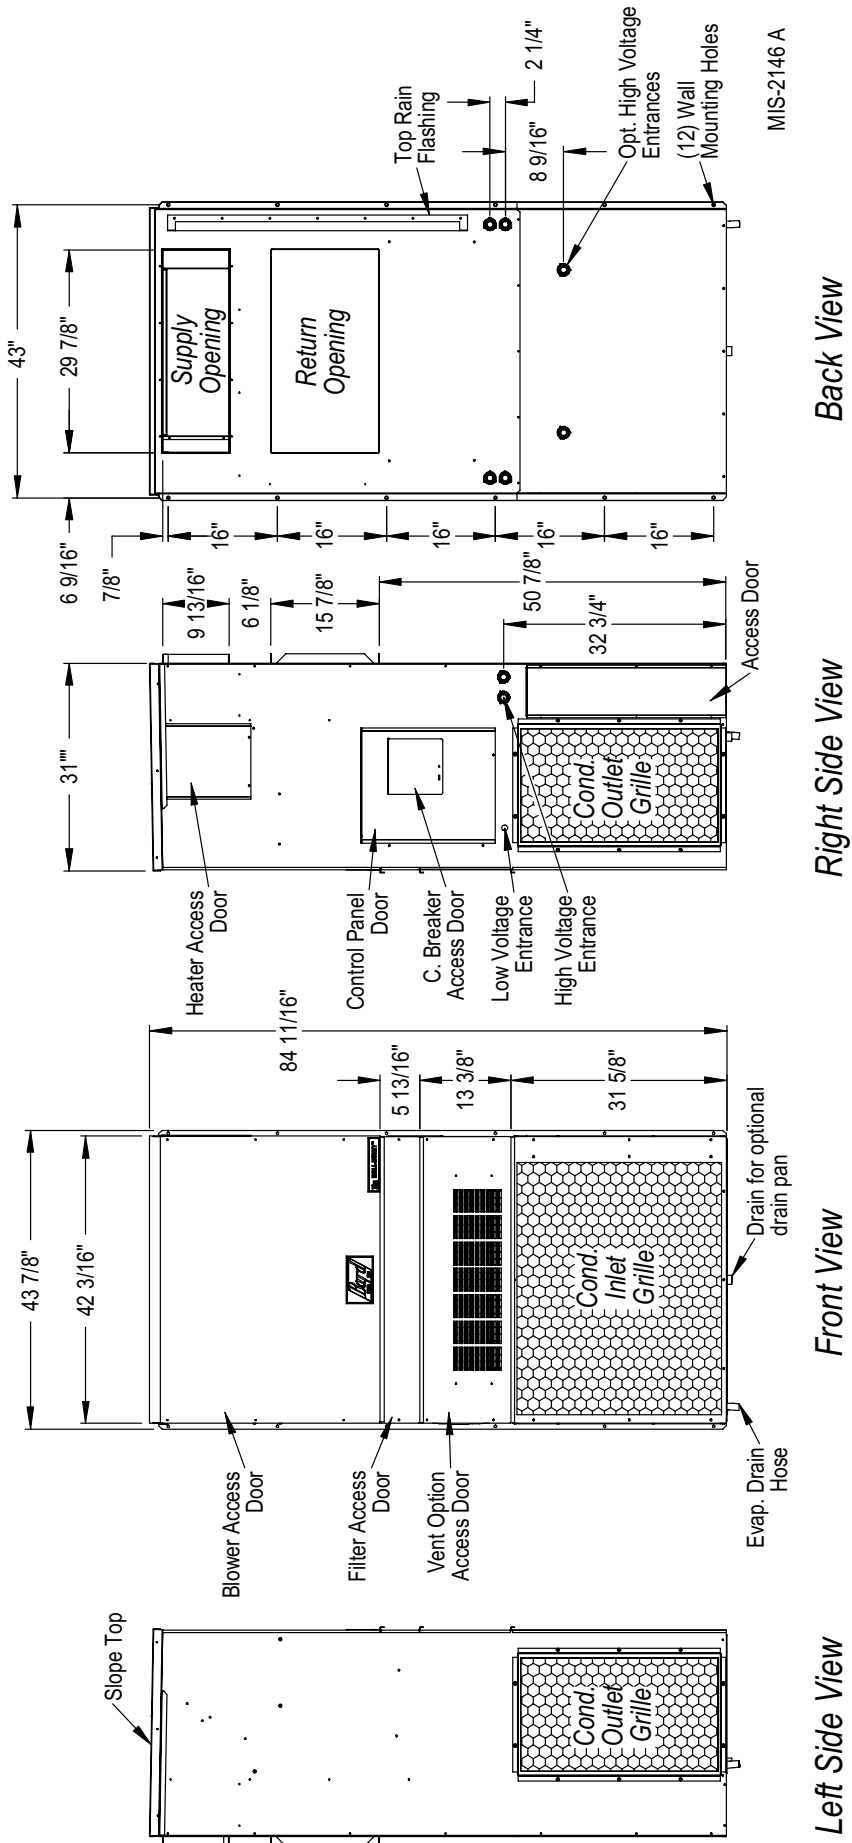 Slope Top
Cond.
Outlet
Grille
Left Side View
43 7/8"
42 3/16"
84 11/16"
5 13/16"
13 3/8"
31 5/8"
Blower Access
Door
Filter Access
Door
Vent Option
Access Door
Bard
Cond.
Inlet
Grille
Evap. Drain
Hose
Drain for optional
drain pan
Front View
31""
Heater Access
Door
Control Panel
Door
C. Breaker
Access Door
Low Voltage
Entrance
High Voltage
Entrance
Cond.
Outlet
Grille
Access Door
9 13/16"
6 1/8"
15 7/8"
50 7/8"
32 3/4"
Right Side View
6 9/16"
7/8"
16"
16"
16"
16"
16"
43"
29 7/8"
Supply
Opening
Return
Opening
Top Rain
Flashing
2 1/4"
8 9/16"
Opt. High Voltage
Entrances
(12) Wall
Mounting Holes
Back View
MIS-2146 A